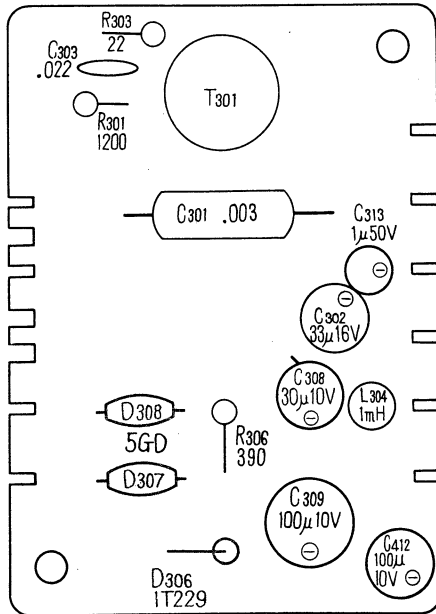 R303
22
C303
.022
T301
R301
1200
C301 .003
C313
1µ50V
C302
33µ16V
C308
30µ10V
L304
1mH
D308
5GD
R306
390
D307
C309
100µ10V
C412
100µ
10V
D306
1T229